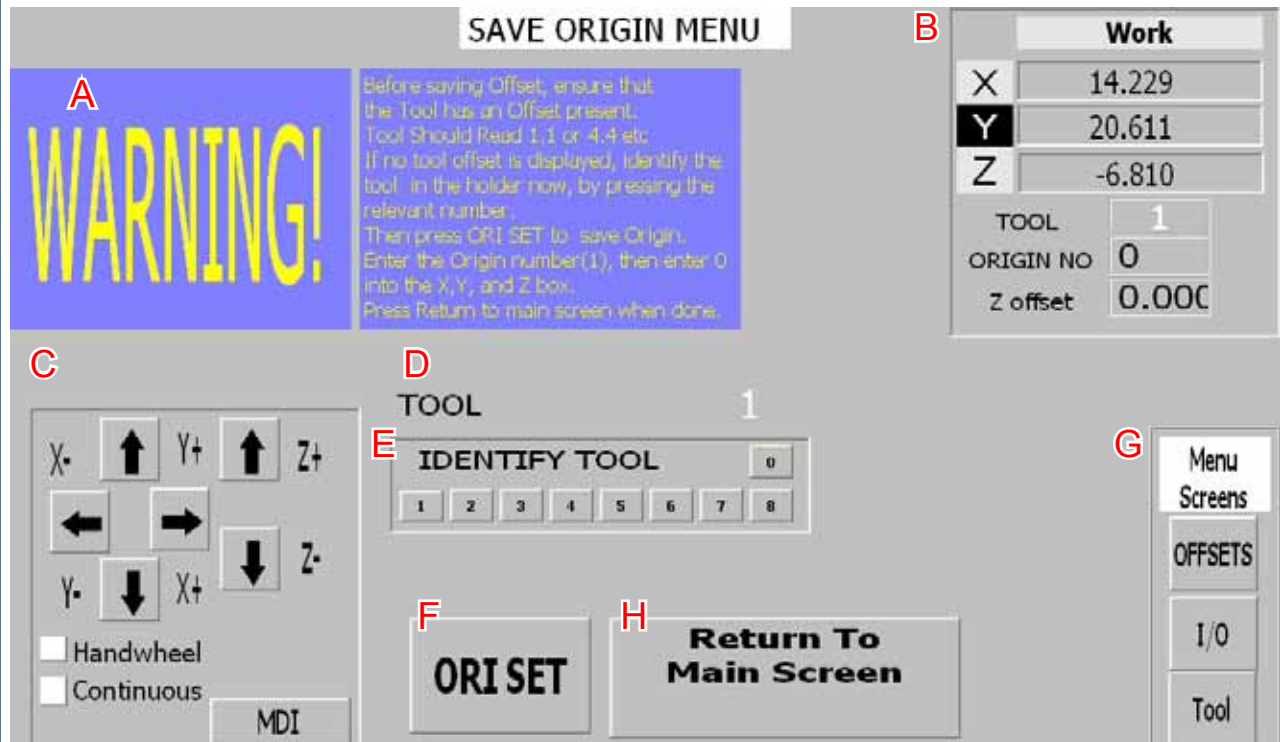 SAVE ORIGIN MENU
A
WARNING!
Before saving Offset, ensure that
the Tool has an Offset present.
Tool Should Read 1.1 or 4.4 etc
If no tool offset is displayed, identify the
tool in the holder now, by pressing the
relevant number.
Then press ORI SET to save Origin.
Enter the Origin number(1), then enter 0
into the X,Y, and Z box.
Press Return to main screen when done.
B
Work
X 14.229
Y 20.611
Z -6.810
TOOL 1
ORIGIN NO 0
Z offset 0.000
C
X- Y+ Z+
Y- X+ Z-
Handwheel
Continuous
MDI
D
TOOL 1
E
IDENTIFY TOOL 0
1 2 3 4 5 6 7 8
F
ORI SET
H
Return To
Main Screen
G
Menu
Screens
OFFSETS
I/O
Tool